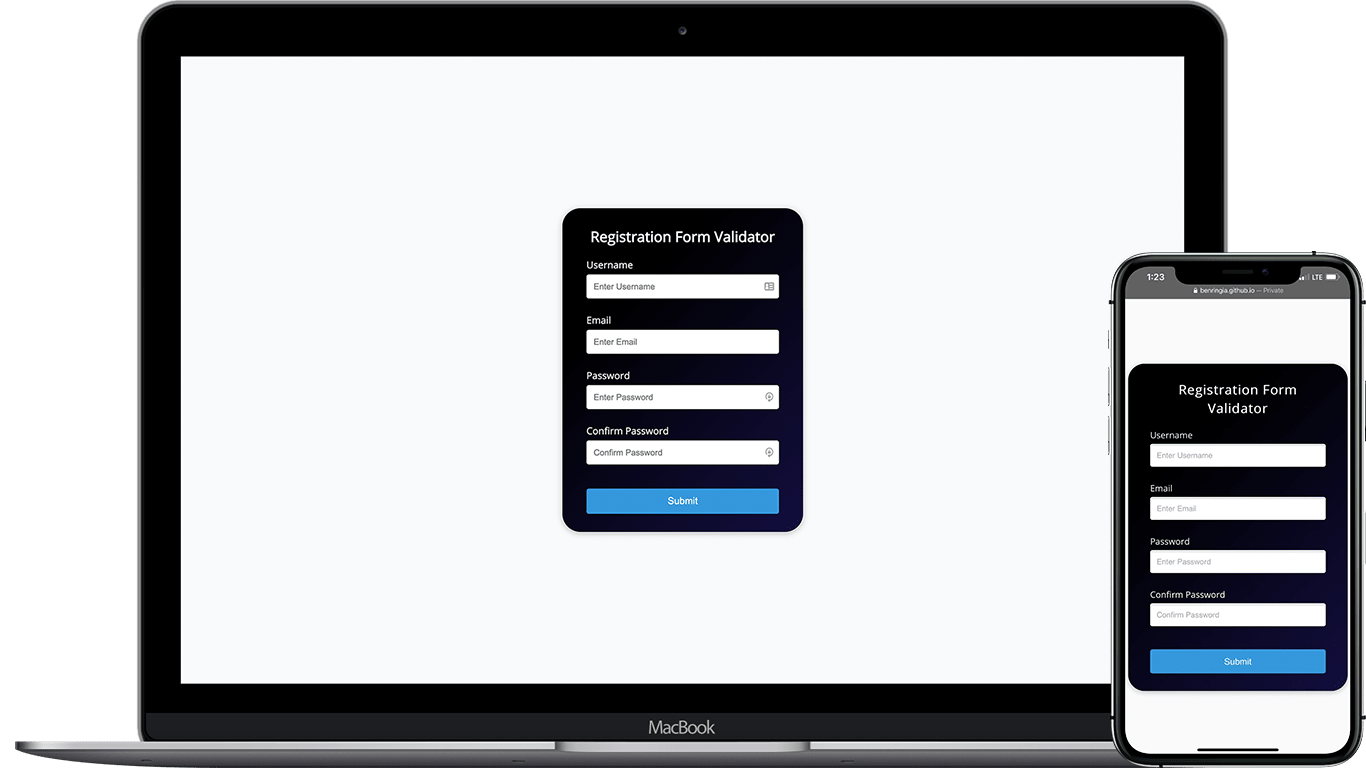 Registration Form Validator
Username
Enter Username
Email
Enter Email
Password
Enter Password
Confirm Password
Confirm Password
Submit
MacBook
1:23
LTE
benringia.github.io — Private
Registration Form
Validator
Username
Enter Username
Email
Enter Email
Password
Enter Password
Confirm Password
Confirm Password
Submit